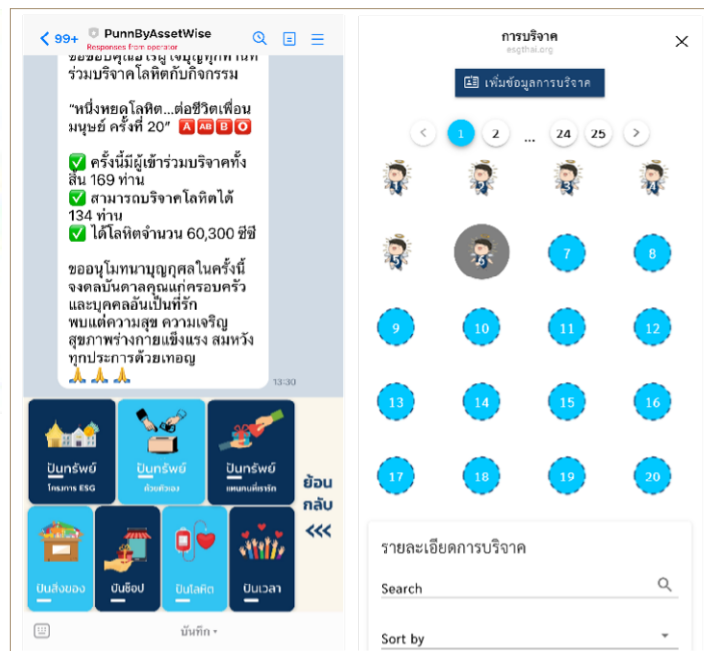 99+
PunnByAssetWise
Responses from operator
ร่วมบริจาคโลหิตกับกิจกรรม
“หนึ่งหยดโลหิต...ต่อชีวิตเพื่อน
มนุษย์ ครั้งที่ 20” A AB B O
ครั้งนี้มีผู้เข้าร่วมบริจาคทั้ง
สิ้น 169 ท่าน
สามารถบริจาคโลหิตได้
134 ท่าน
ได้โลหิตจำนวน 60,300 ซีซี
ขออนุโมทนาบุญกุศลในครั้งนี้
จงดลบันดาลคุณแก่ครอบครัว
และบุคคลอันเป็นที่รัก
พบแต่ความสุข ความเจริญ
สุขภาพร่างกายแข็งแรง สมหวัง
ทุกประการด้วยเทอญ
13:30
ปันทรัพย์
โครงการ ESG
ปันทรัพย์
ด้วยตัวเอง
ปันทรัพย์
แทนคนที่เรารัก
ย้อน
กลับ
<<<
ปันสิ่งของ
ปันช็อป
ปันโลหิต
ปันเวลา
บันทึก
การบริจาค
esgthai.org
เพิ่มข้อมูลการบริจาค
< 1 2 ... 24 25 >
1 2 3 4
5 6 7 8
9 10 11 12
13 14 15 16
17 18 19 20
รายละเอียดการบริจาค
Search
Sort by